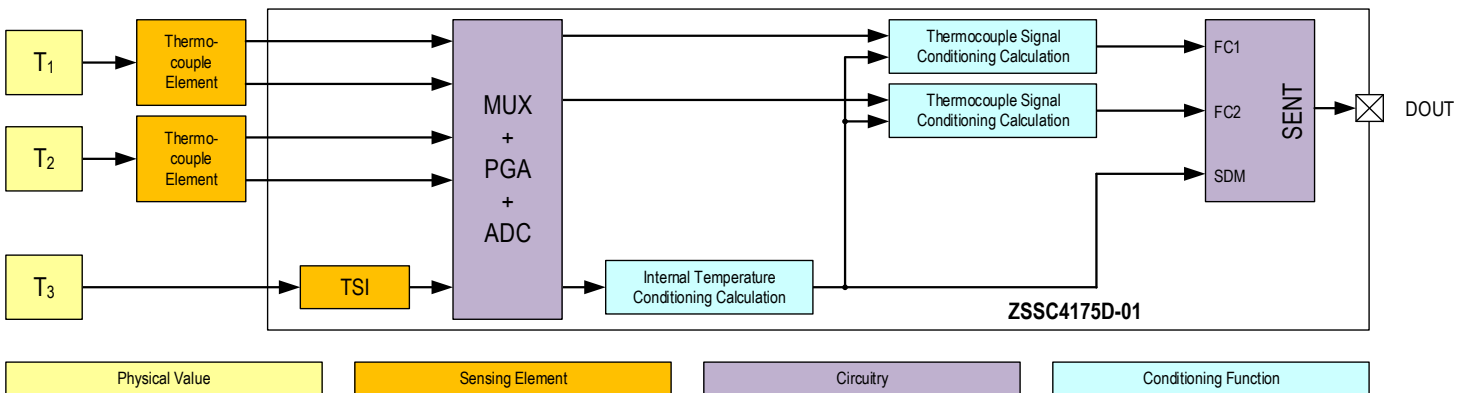 T1
Thermo-
couple
Element
T2
Thermo-
couple
Element
T3
TSI
MUX
+
PGA
+
ADC
Internal Temperature
Conditioning Calculation
Thermocouple Signal
Conditioning Calculation
Thermocouple Signal
Conditioning Calculation
FC1
FC2
SDM
SENT
DOUT
ZSSC4175D-01
Physical Value
Sensing Element
Circuitry
Conditioning Function